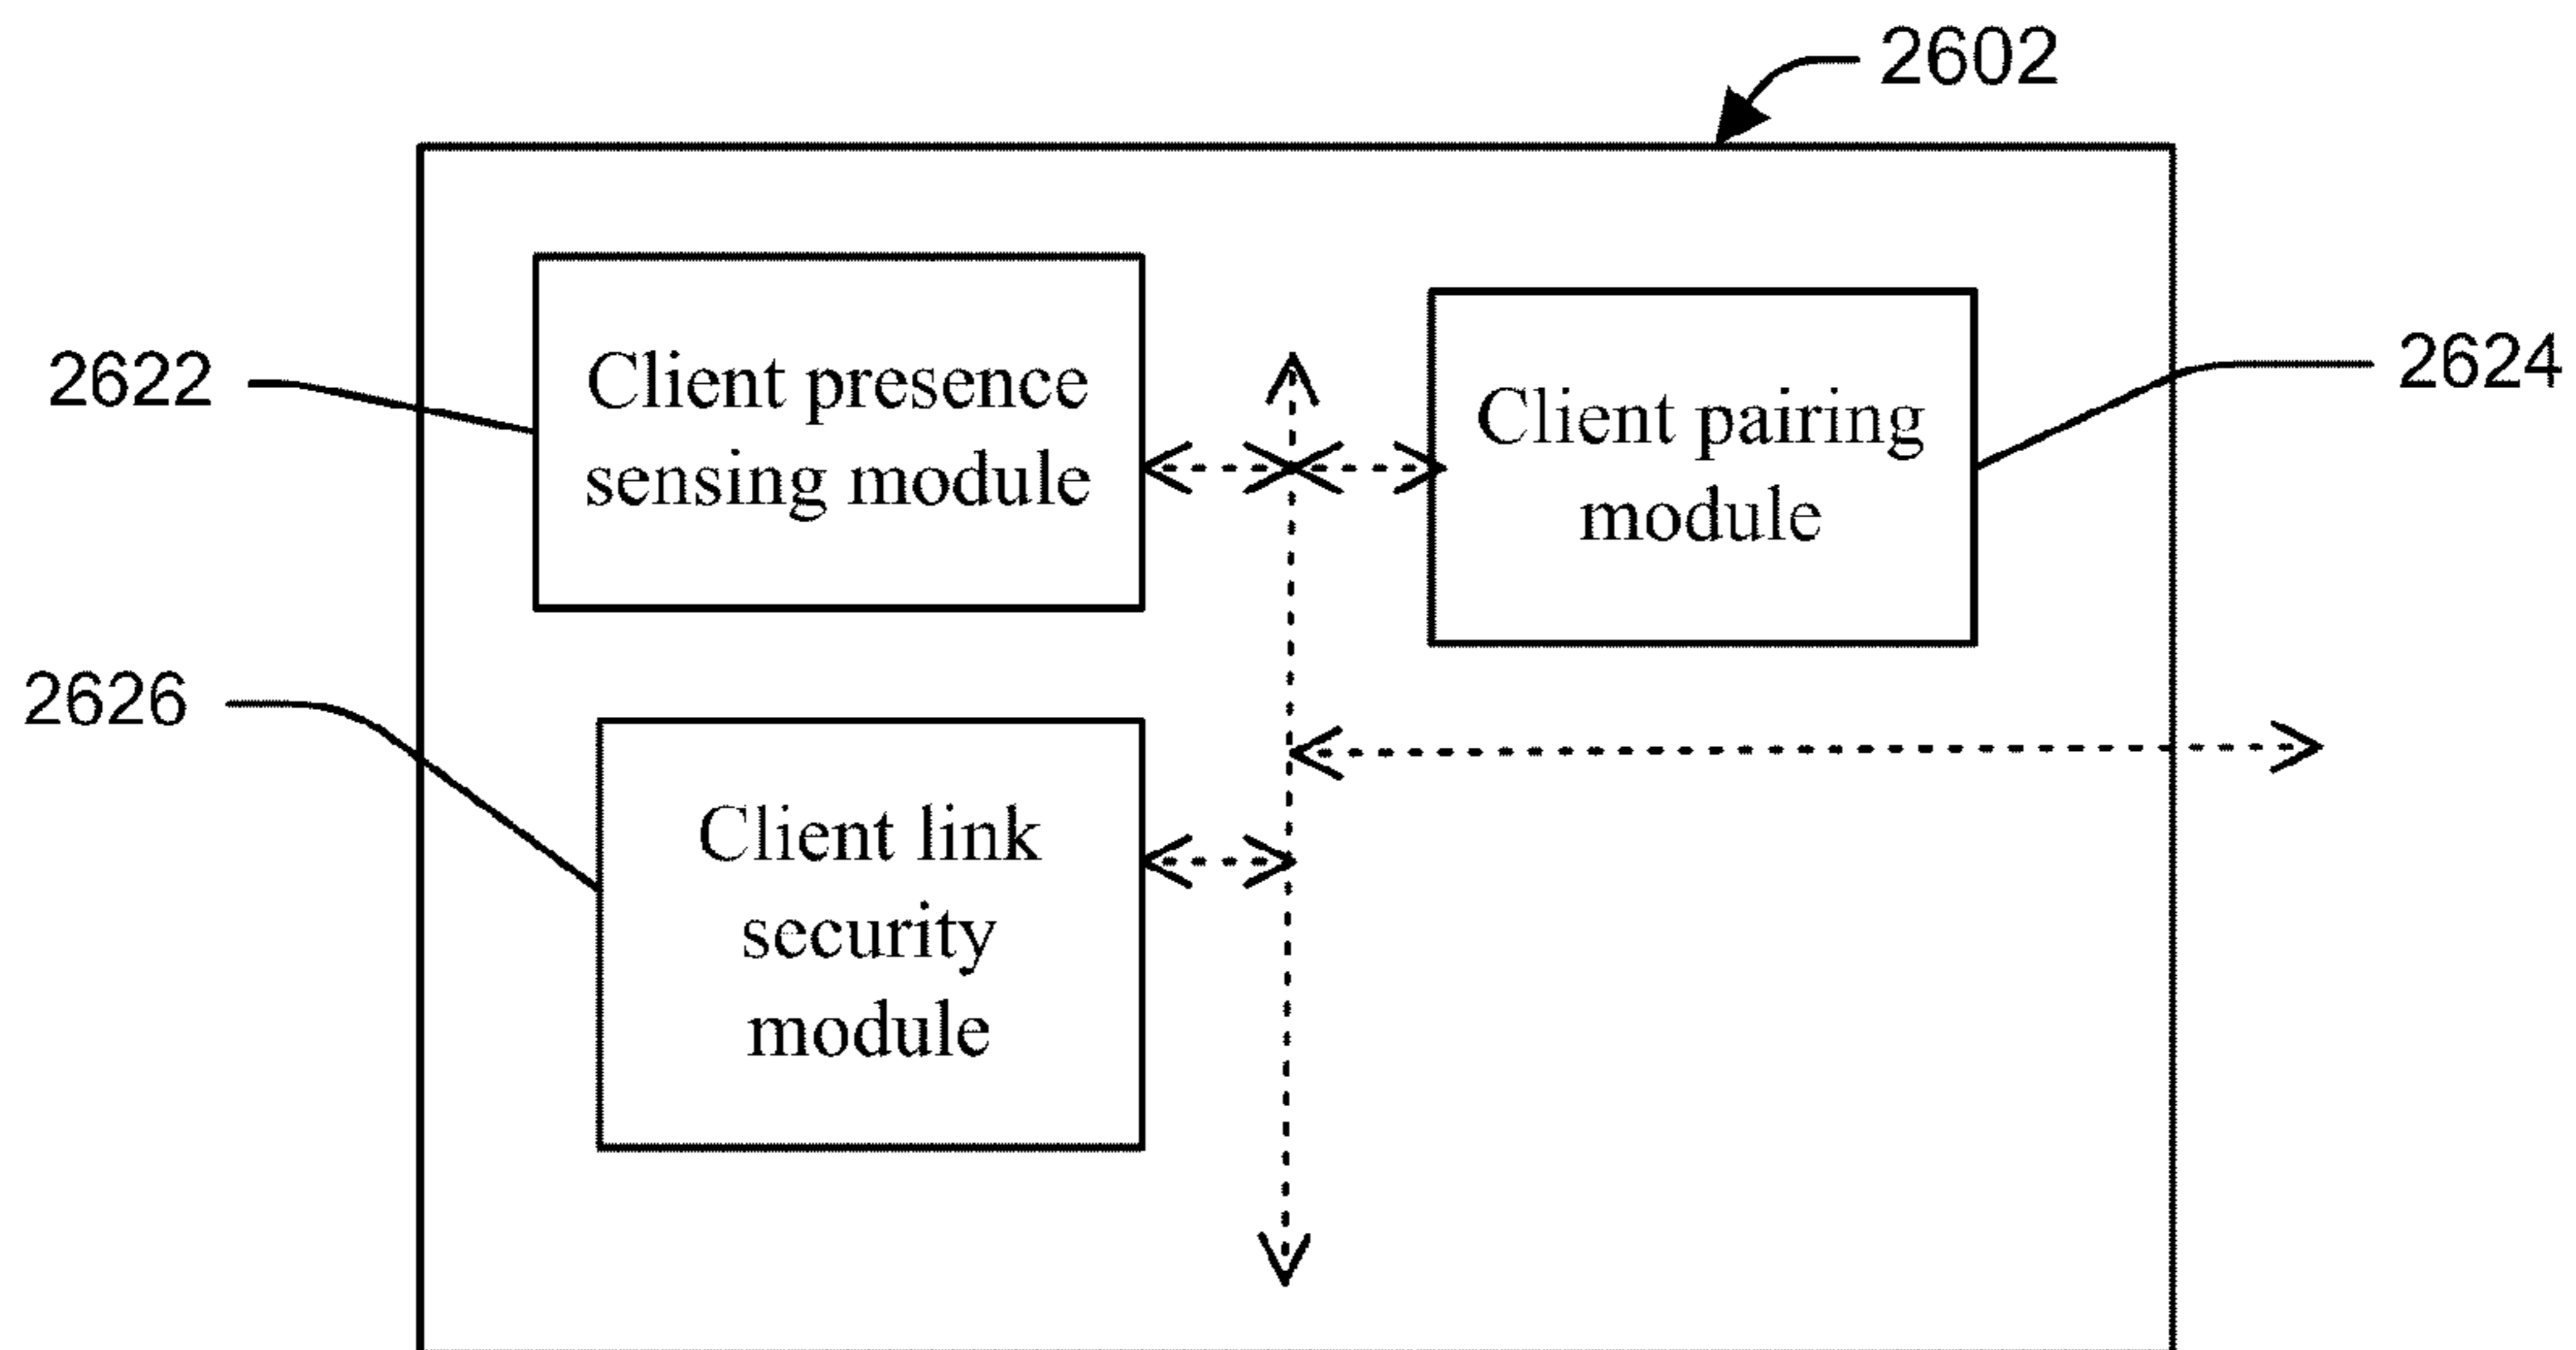 2602
Client presence
sensing module
2622
Client pairing
module
2624
2626
Client link
security
module